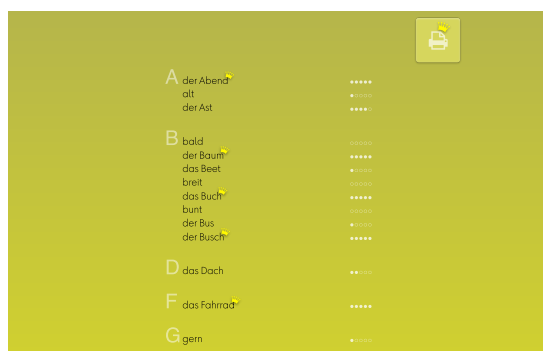 A
der Abend
alt
der Ast
B
bald
der Baum
das Beet
breit
das Buch
bunt
der Bus
der Busch
D
das Dach
F
das Fahrrad
G
gern